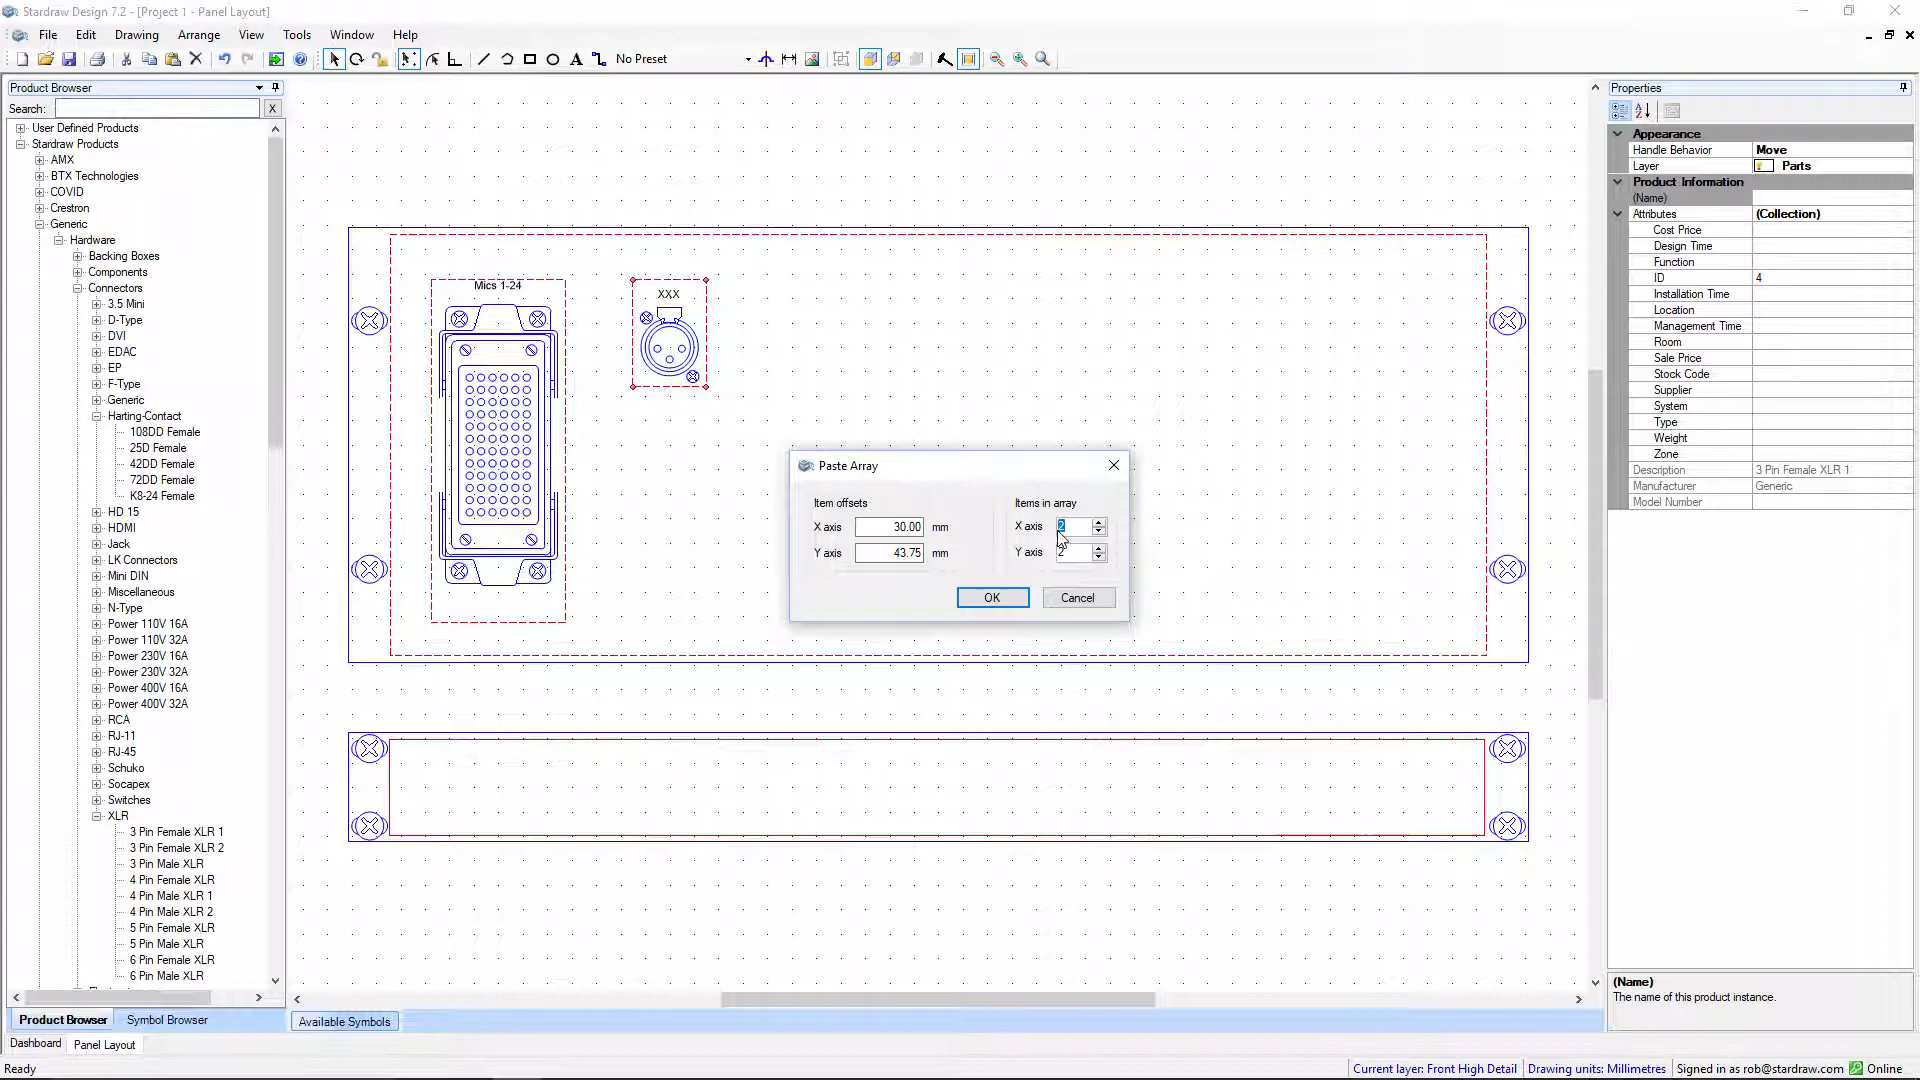 Stardraw Design 7.2 - [Project 1 - Panel Layout]
File Edit Drawing Arrange View Tools Window Help
No Preset
Product Browser
Search:
X
User Defined Products
Stardraw Products
AMX
BTX Technologies
COVID
Crestron
Generic
Hardware
Backing Boxes
Components
Connectors
3.5 Mini
D-Type
DVI
EDAC
EP
F-Type
Generic
Harting-Contact
108DD Female
25D Female
42DD Female
72DD Female
K8-24 Female
HD 15
HDMI
Jack
LK Connectors
Mini DIN
Miscellaneous
N-Type
Power 110V 16A
Power 110V 32A
Power 230V 16A
Power 230V 32A
Power 400V 16A
Power 400V 32A
RCA
RJ-11
RJ-45
Schuko
Socapex
Switches
XLR
3 Pin Female XLR 1
3 Pin Female XLR 2
3 Pin Male XLR
4 Pin Female XLR
4 Pin Male XLR 1
4 Pin Male XLR 2
5 Pin Female XLR
5 Pin Male XLR
6 Pin Female XLR
6 Pin Male XLR
Product Browser Symbol Browser
Dashboard Panel Layout
Ready
Mics 1-24
XXX
Paste Array
Item offsets Items in array
X axis 30.00 mm X axis 2
Y axis 43.75 mm Y axis 2
OK Cancel
Available Symbols
Properties
Appearance
Handle Behavior Move
Layer Parts
Product Information
(Name)
Attributes (Collection)
Cost Price
Design Time
Function
ID 4
Installation Time
Location
Management Time
Room
Sale Price
Stock Code
Supplier
System
Type
Weight
Zone
Description 3 Pin Female XLR 1
Manufacturer Generic
Model Number
(Name)
The name of this product instance.
Current layer: Front High Detail Drawing units: Millimetres Signed in as rob@stardraw.com Online